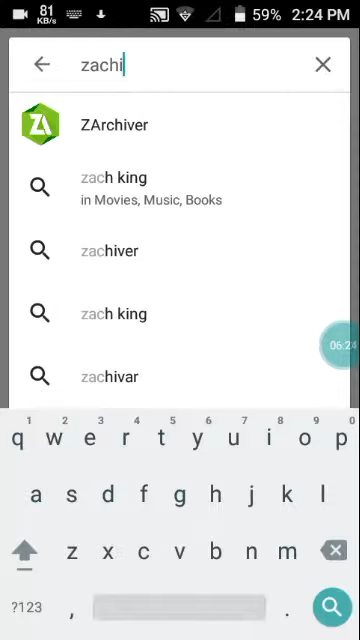 81 KB/s 59% 2:24 PM
zachi
ZA ZArchiver
zach king
in Movies, Music, Books
zachiver
zach king
06:24
zachivar
1 2 3 4 5 6 7 8 9 0
q w e r t y u i o p
a s d f g h j k l
z x c v b n m
?123 , .